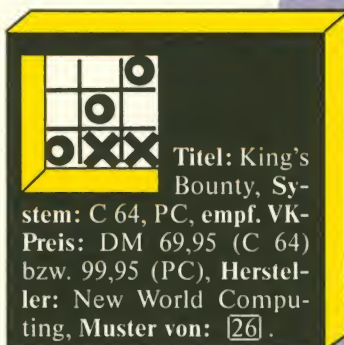 Titel: King's
Bounty, Sy-
stem: C 64, PC, empf. VK-
Preis: DM 69,95 (C 64)
bzw. 99,95 (PC), Herstel-
ler: New World Compu-
ting, Muster von: 26 .